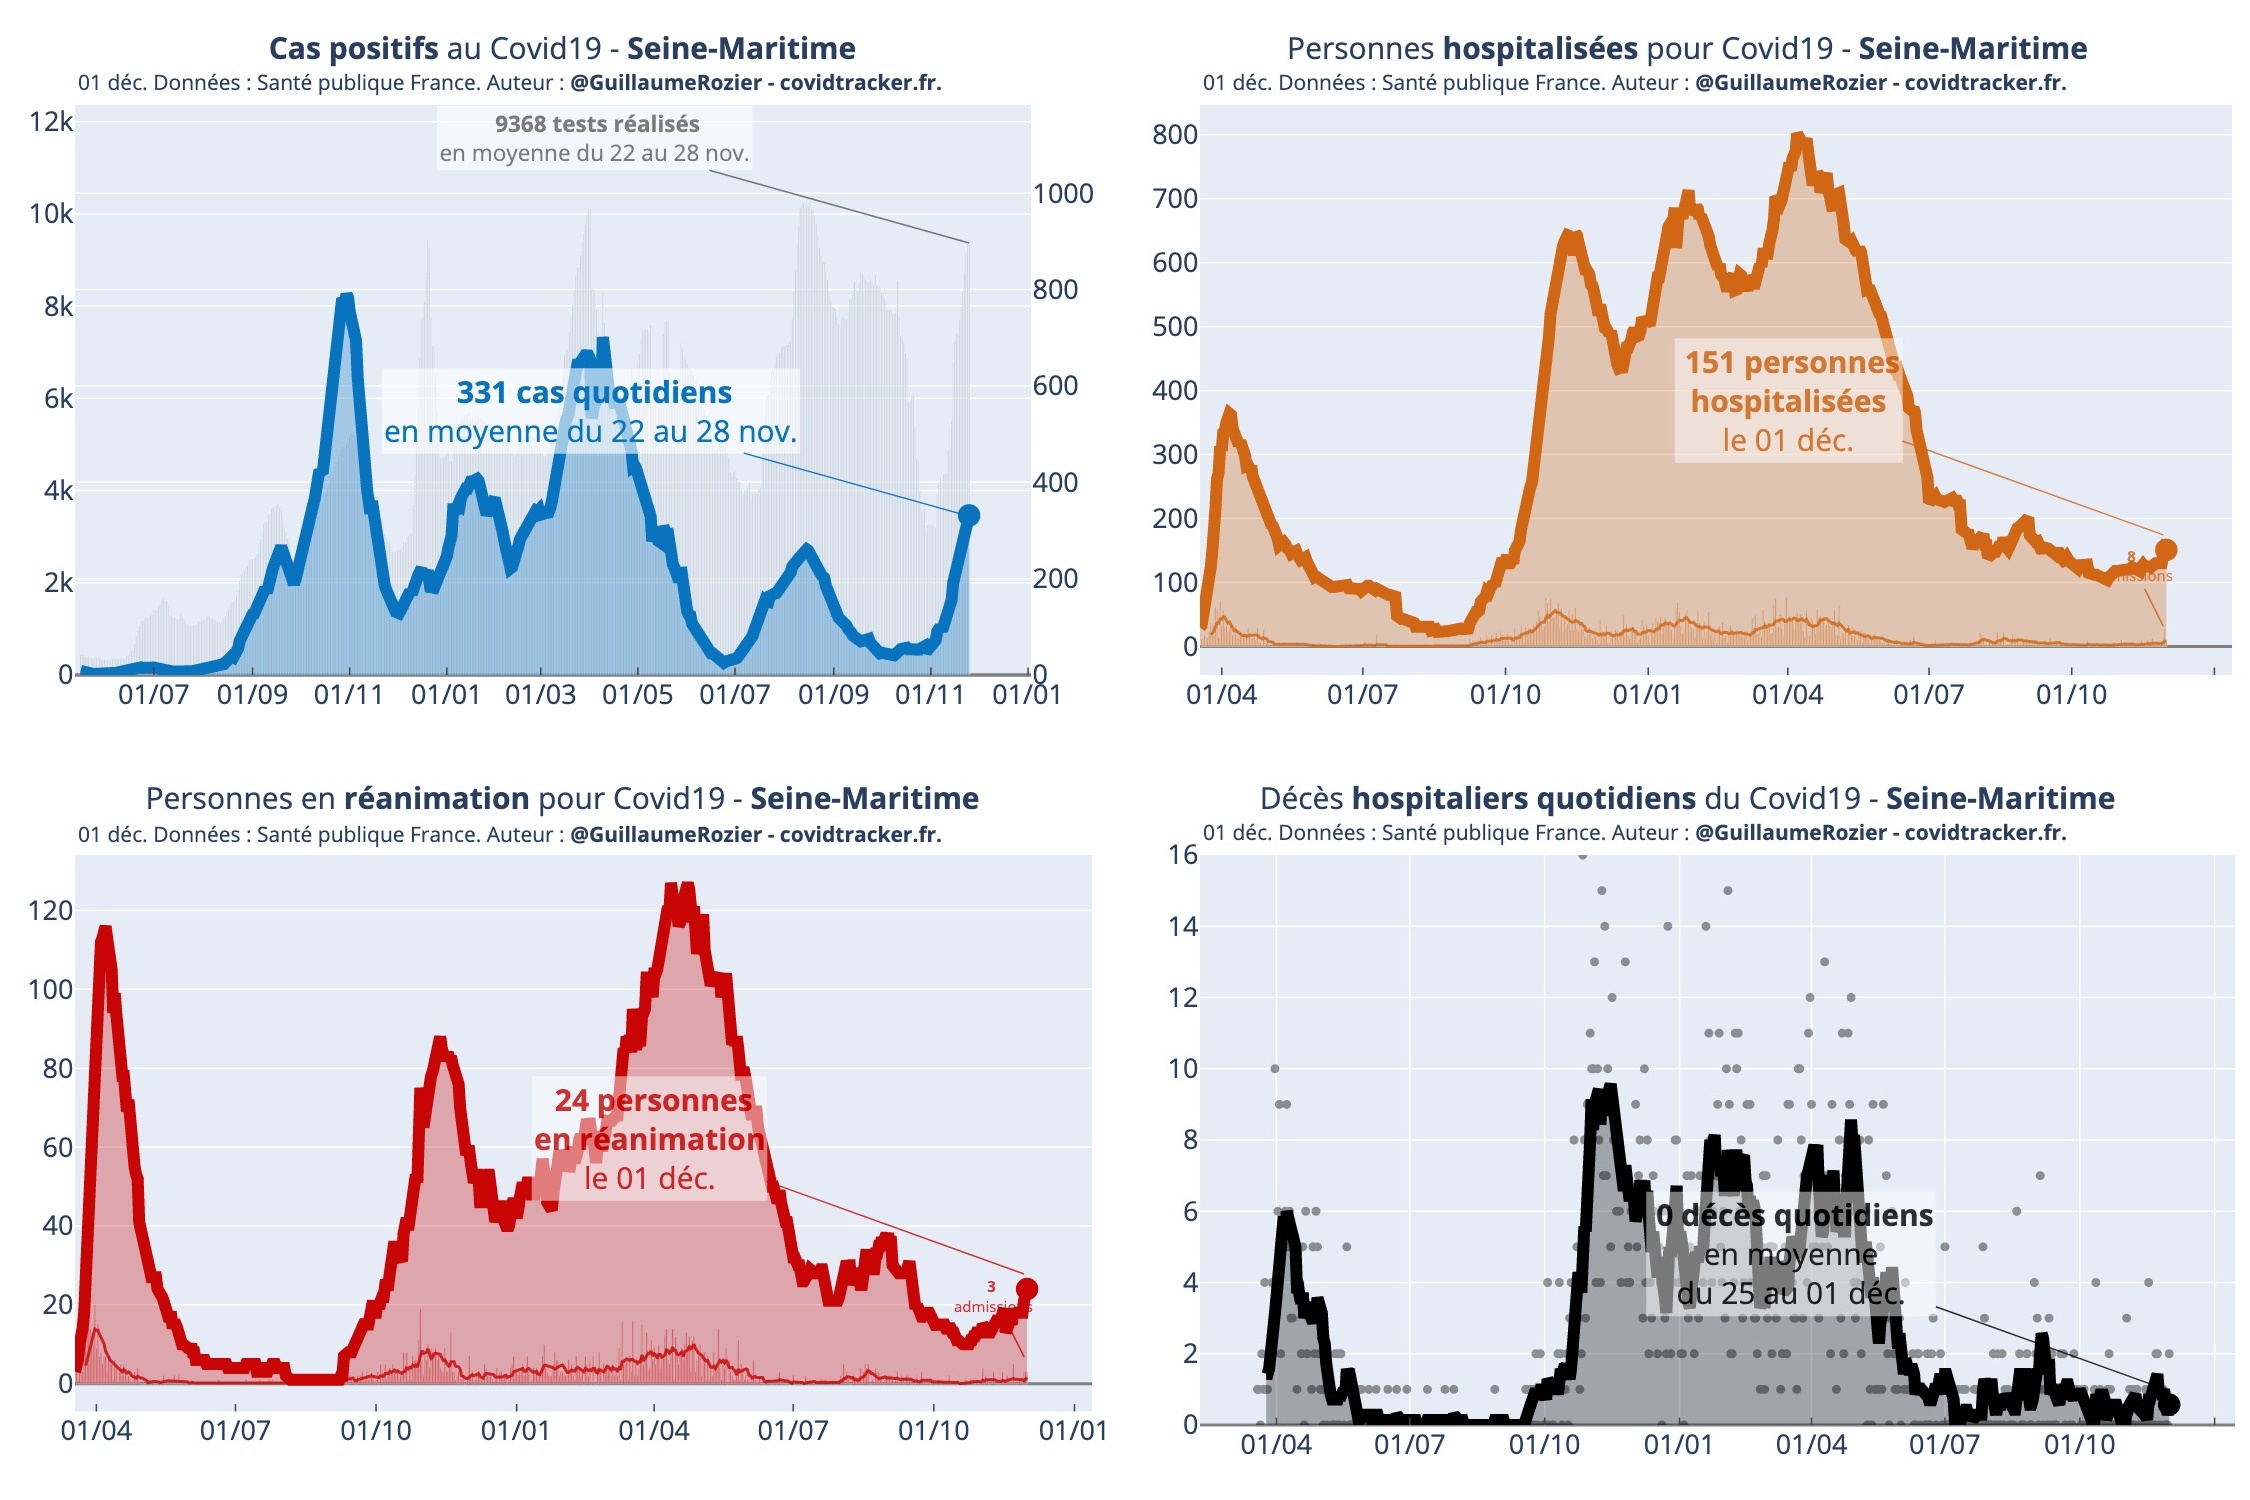 Cas positifs au Covid19 - Seine-Maritime
01 déc. Données : Santé publique France. Auteur : @GuillaumeRozier - covidtracker.fr.
9368 tests réalisés
en moyenne du 22 au 28 nov.
331 cas quotidiens
en moyenne du 22 au 28 nov.
12k
10k
8k
6k
4k
2k
0
1000
800
600
400
200
0
01/07 01/09 01/11 01/01 01/03 01/05 01/07 01/09 01/11 01/01
Personnes hospitalisées pour Covid19 - Seine-Maritime
01 déc. Données : Santé publique France. Auteur : @GuillaumeRozier - covidtracker.fr.
151 personnes
hospitalisées
le 01 déc.
8
800
700
600
500
400
300
200
100
0
01/04 01/07 01/10 01/01 01/04 01/07 01/10
Personnes en réanimation pour Covid19 - Seine-Maritime
01 déc. Données : Santé publique France. Auteur : @GuillaumeRozier - covidtracker.fr.
24 personnes
en réanimation
le 01 déc.
3
admissions
120
100
80
60
40
20
0
01/04 01/07 01/10 01/01 01/04 01/07 01/10 01/01
Décès hospitaliers quotidiens du Covid19 - Seine-Maritime
01 déc. Données : Santé publique France. Auteur : @GuillaumeRozier - covidtracker.fr.
0 décès quotidiens
en moyenne
du 25 au 01 déc.
16
14
12
10
8
6
4
2
0
01/04 01/07 01/10 01/01 01/04 01/07 01/10